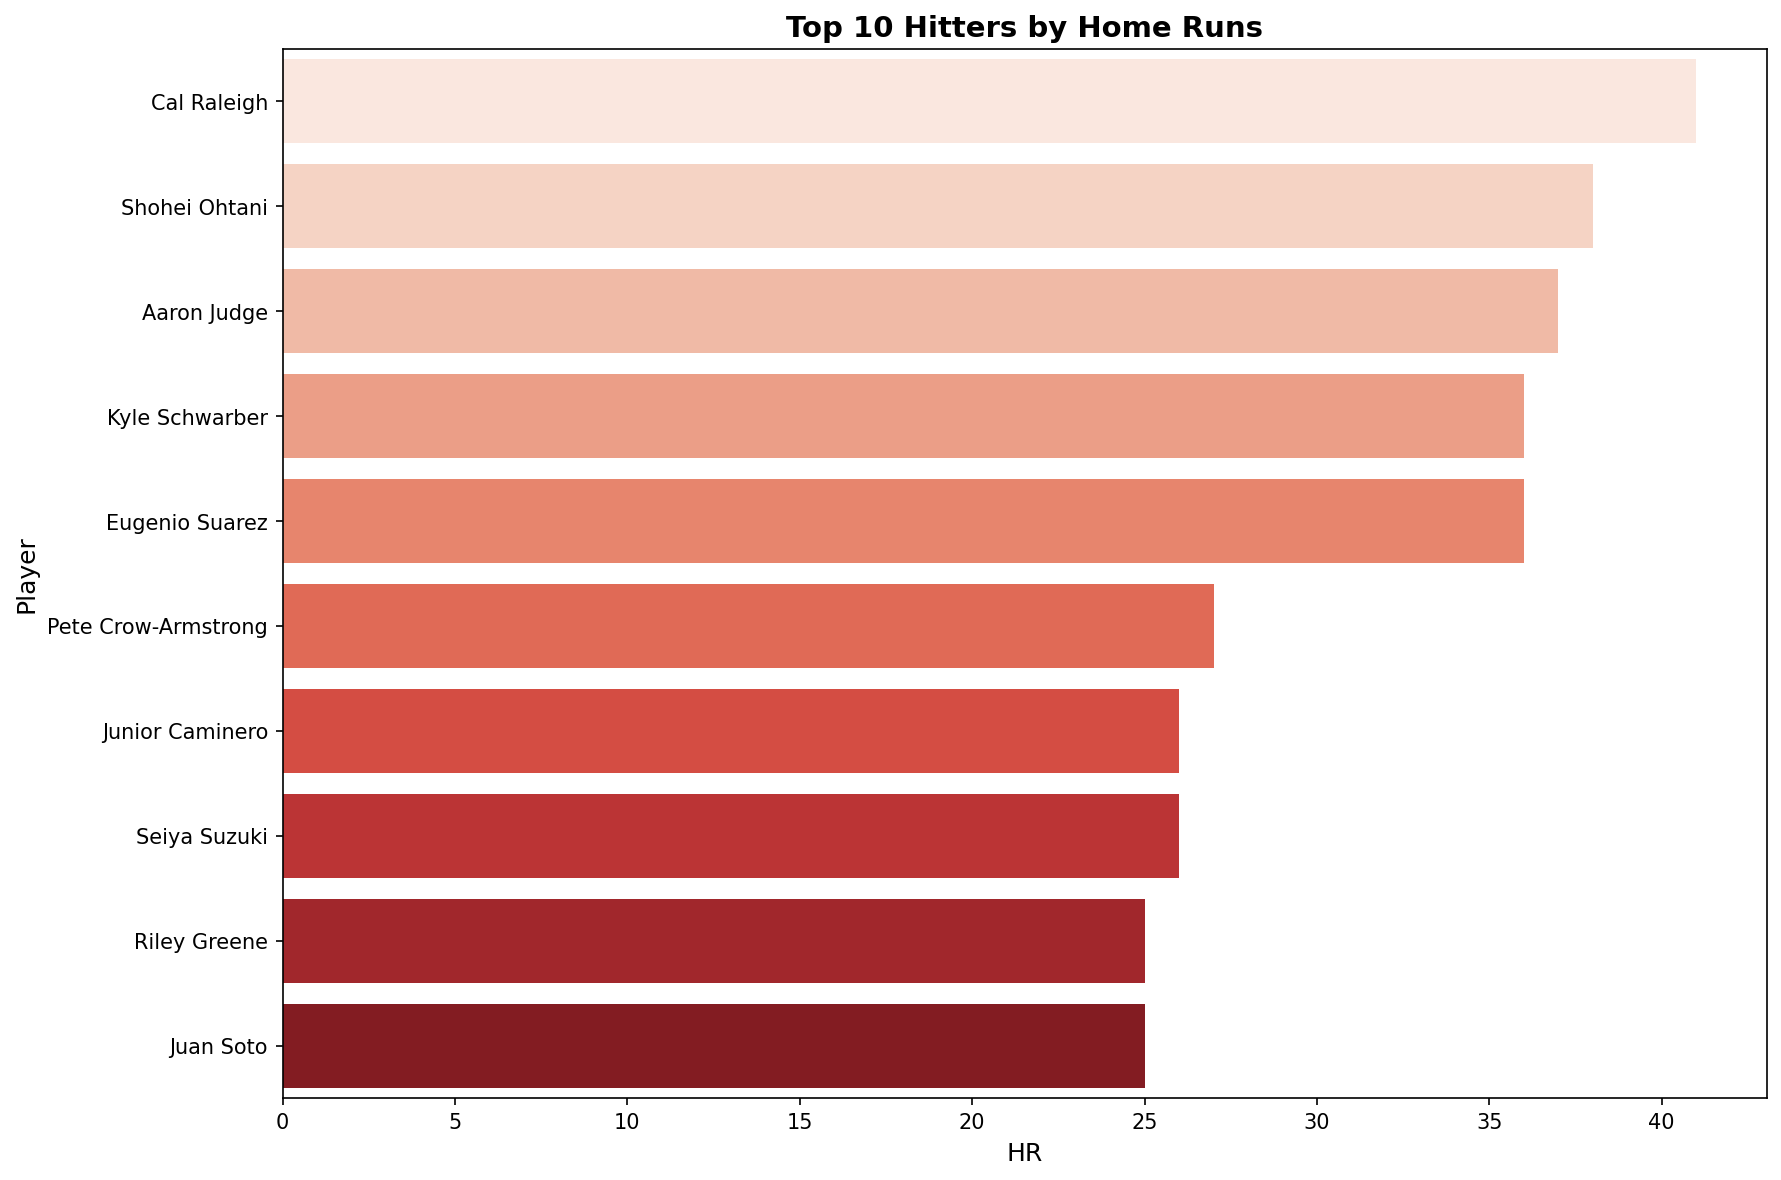 Top 10 Hitters by Home Runs
Player
Cal Raleigh
Shohei Ohtani
Aaron Judge
Kyle Schwarber
Eugenio Suarez
Pete Crow-Armstrong
Junior Caminero
Seiya Suzuki
Riley Greene
Juan Soto
0 5 10 15 20 25 30 35 40
HR